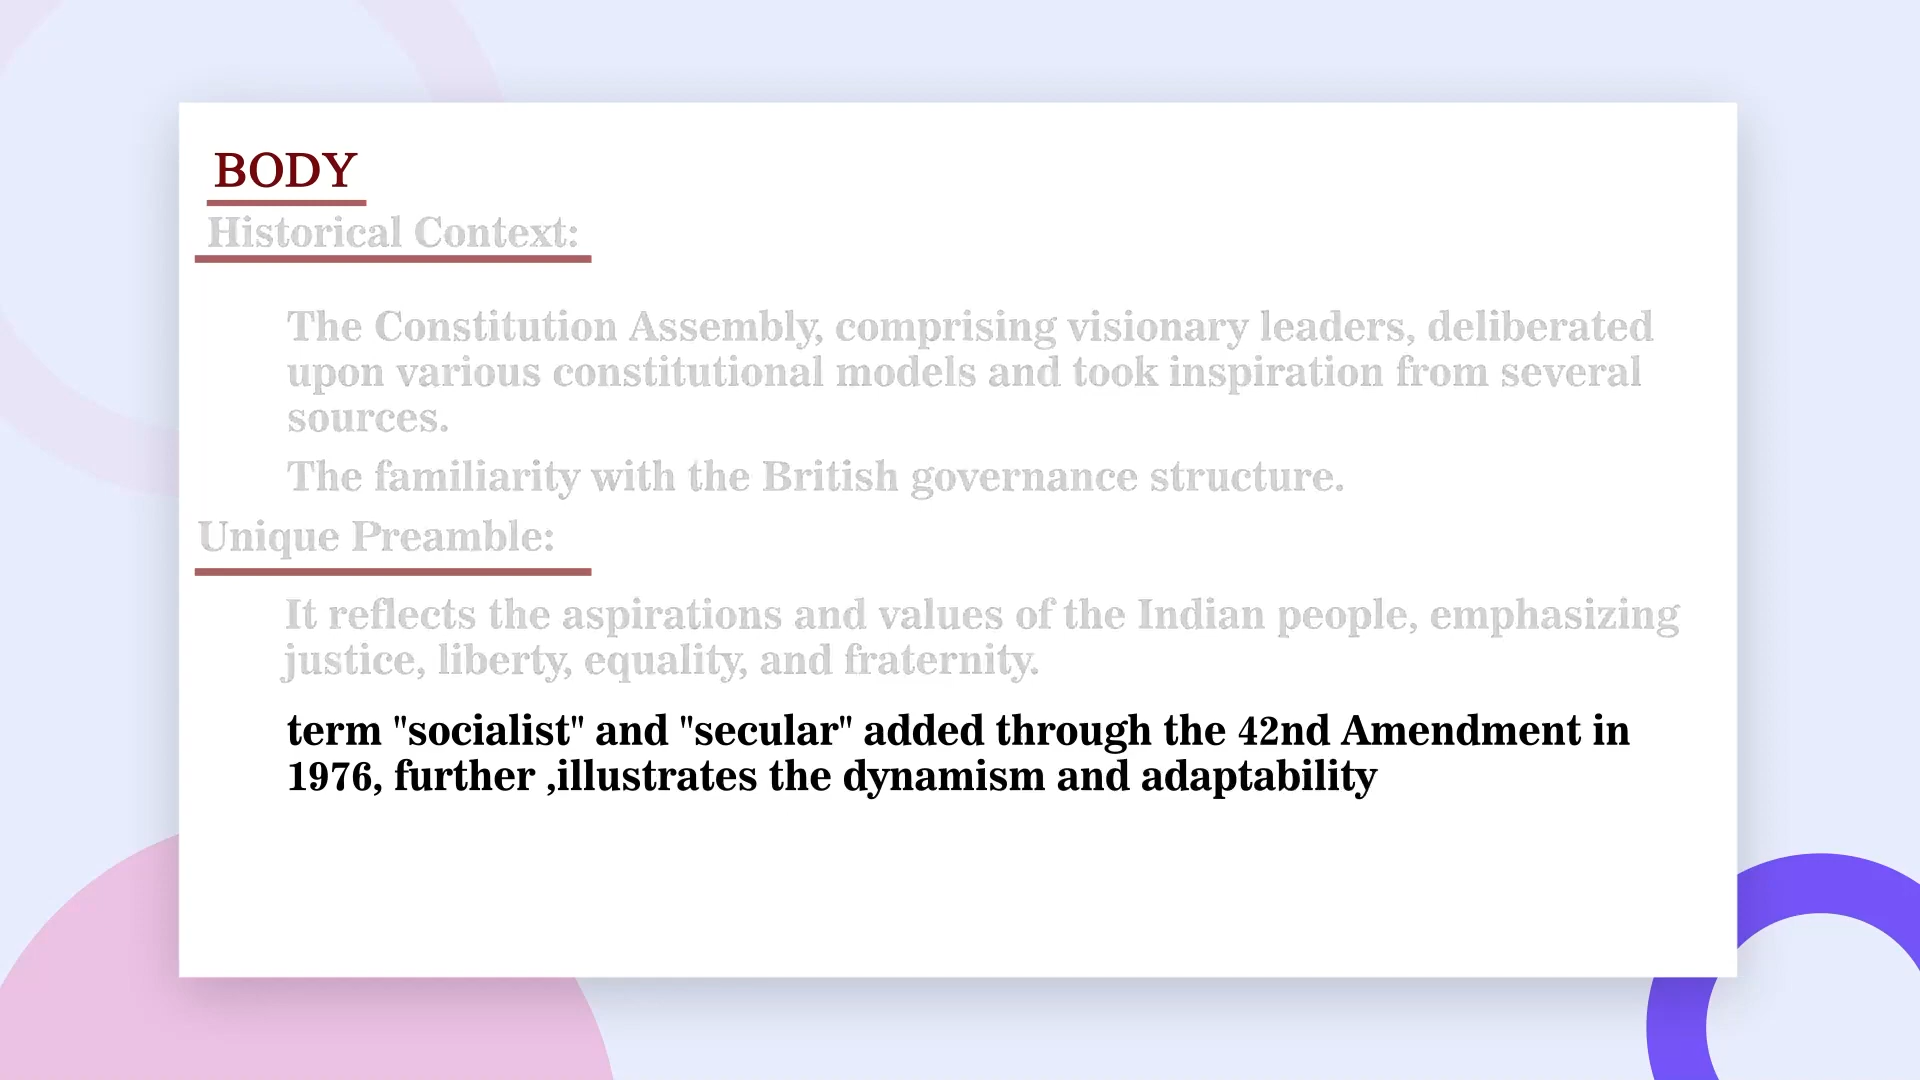 BODY
Historical Context:
The Constitution Assembly, comprising visionary leaders, deliberated
upon various constitutional models and took inspiration from several
sources.
The familiarity with the British governance structure.
Unique Preamble:
It reflects the aspirations and values of the Indian people, emphasizing
justice, liberty, equality, and fraternity.
term "socialist" and "secular" added through the 42nd Amendment in
1976, further ,illustrates the dynamism and adaptability